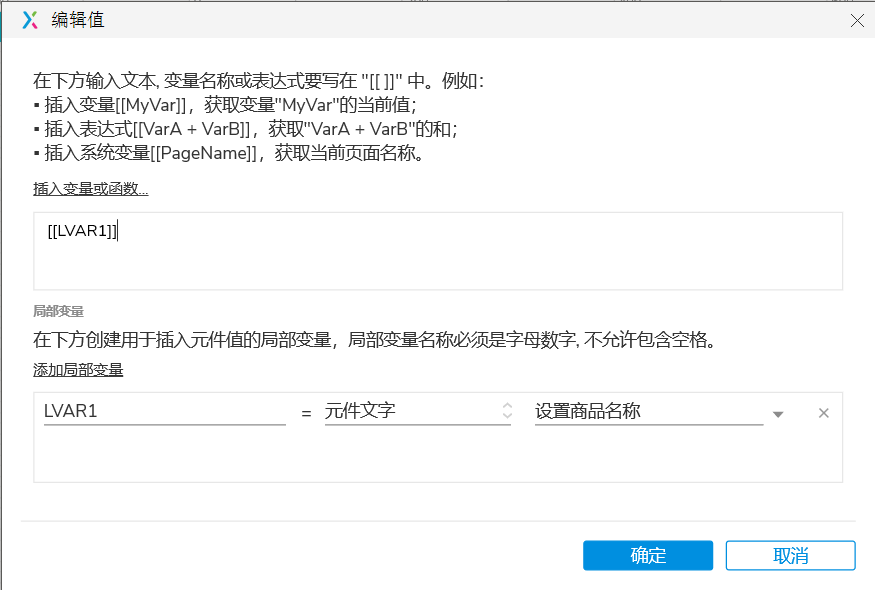 编辑值
在下方输入文本, 变量名称或表达式要写在 "[[ ]]" 中。例如：
▪ 插入变量[[MyVar]]，获取变量"MyVar"的当前值；
▪ 插入表达式[[VarA + VarB]]，获取"VarA + VarB"的和；
▪ 插入系统变量[[PageName]]，获取当前页面名称。
插入变量或函数...
[[LVAR1]]
局部变量
在下方创建用于插入元件值的局部变量，局部变量名称必须是字母数字, 不允许包含空格。
添加局部变量
LVAR1 = 元件文字 设置商品名称
确定 取消